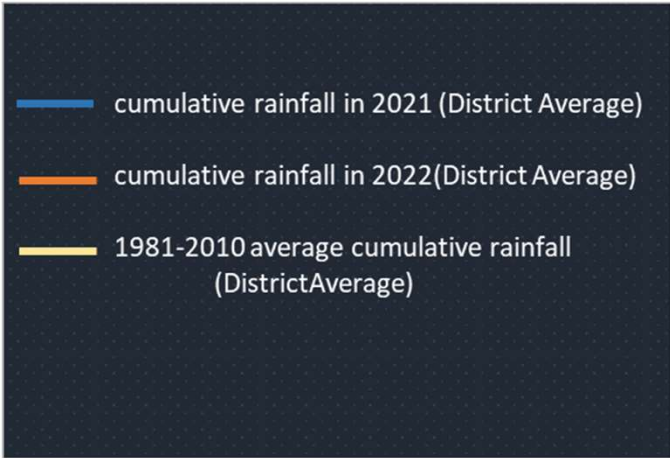 cumulative rainfall in 2021 (District Average)
cumulative rainfall in 2022(District Average)
1981-2010 average cumulative rainfall
(DistrictAverage)